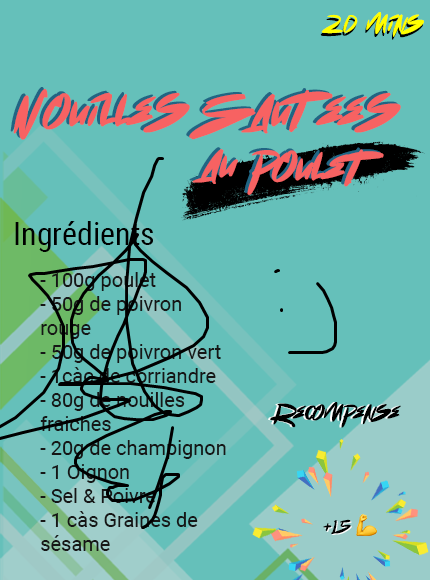 20 MINS
NOUILLES SAUTEES
AU POULET
Ingrédients
- 100g poulet
- 50g de poivron
rouge
- 50g de poivron vert
- 1 càc de corriandre
- 80g de nouilles
fraiches
- 20g de champignon
- 1 Oignon
- Sel & Poivre
- 1 càs Graines de
sésame
RECOMPENSE
+15 💪